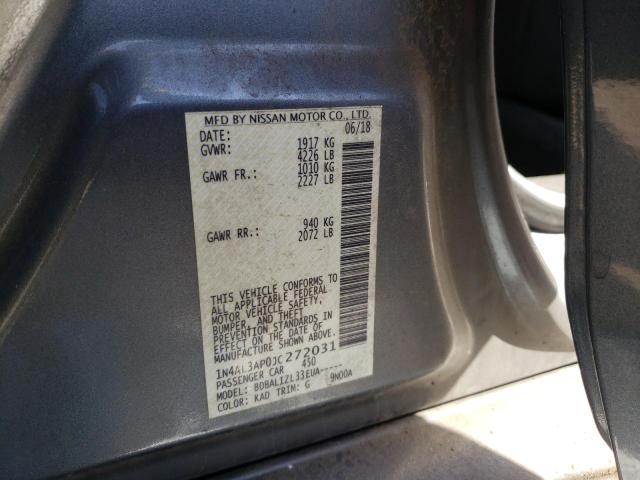 MFD BY NISSAN MOTOR CO., LTD.
DATE: 06/18
GVWR: 1917 KG
4226 LB
GAWR FR.: 1010 KG
2227 LB
GAWR RR.: 940 KG
2072 LB
THIS VEHICLE CONFORMS TO
ALL APPLICABLE FEDERAL
MOTOR VEHICLE SAFETY,
BUMPER, AND THEFT
PREVENTION STANDARDS IN
EFFECT ON THE DATE OF
MANUFACTURE SHOWN ABOVE.
1N4AL3AP0JC272031
PASSENGER CAR 450
MODEL: BDBALIZL33EUA-----
COLOR: KAD TRIM: G 9N00A